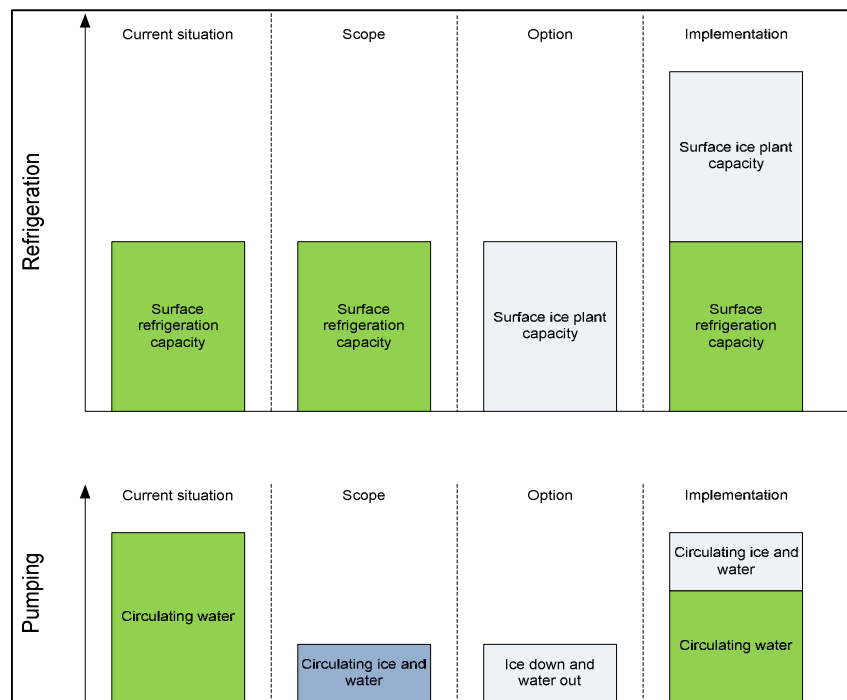 Current situation
Scope
Option
Implementation
Refrigeration
Surface ice plant
capacity
Surface
refrigeration
capacity
Surface
refrigeration
capacity
Surface ice plant
capacity
Surface
refrigeration
capacity
Current situation
Scope
Option
Implementation
Pumping
Circulating water
Circulating ice and
water
Ice down and
water out
Circulating ice and
water
Circulating water